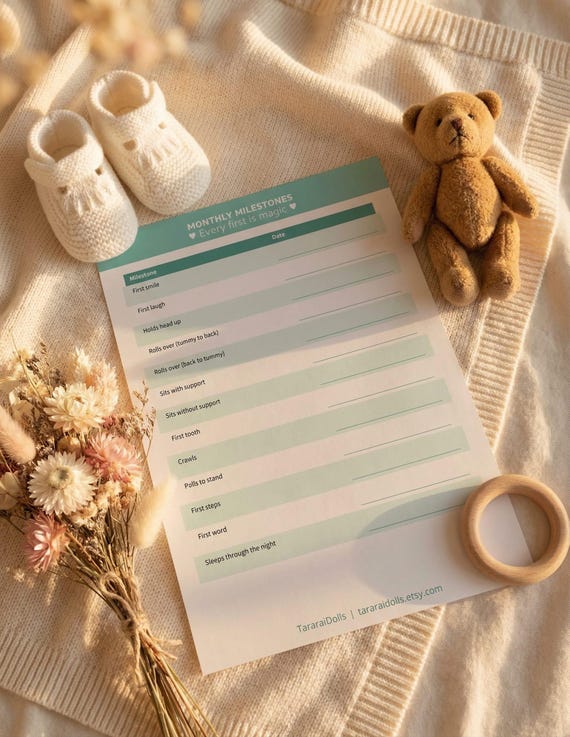 MONTHLY MILESTONES
♥ Every first is magic ♥
Milestone Date
First smile
First laugh
Holds head up
Rolls over (tummy to back)
Rolls over (back to tummy)
Sits with support
Sits without support
First tooth
Crawls
Polls to stand
First steps
First word
Sleeps through the night
TararaiDolls | tararaidolls.etsy.com